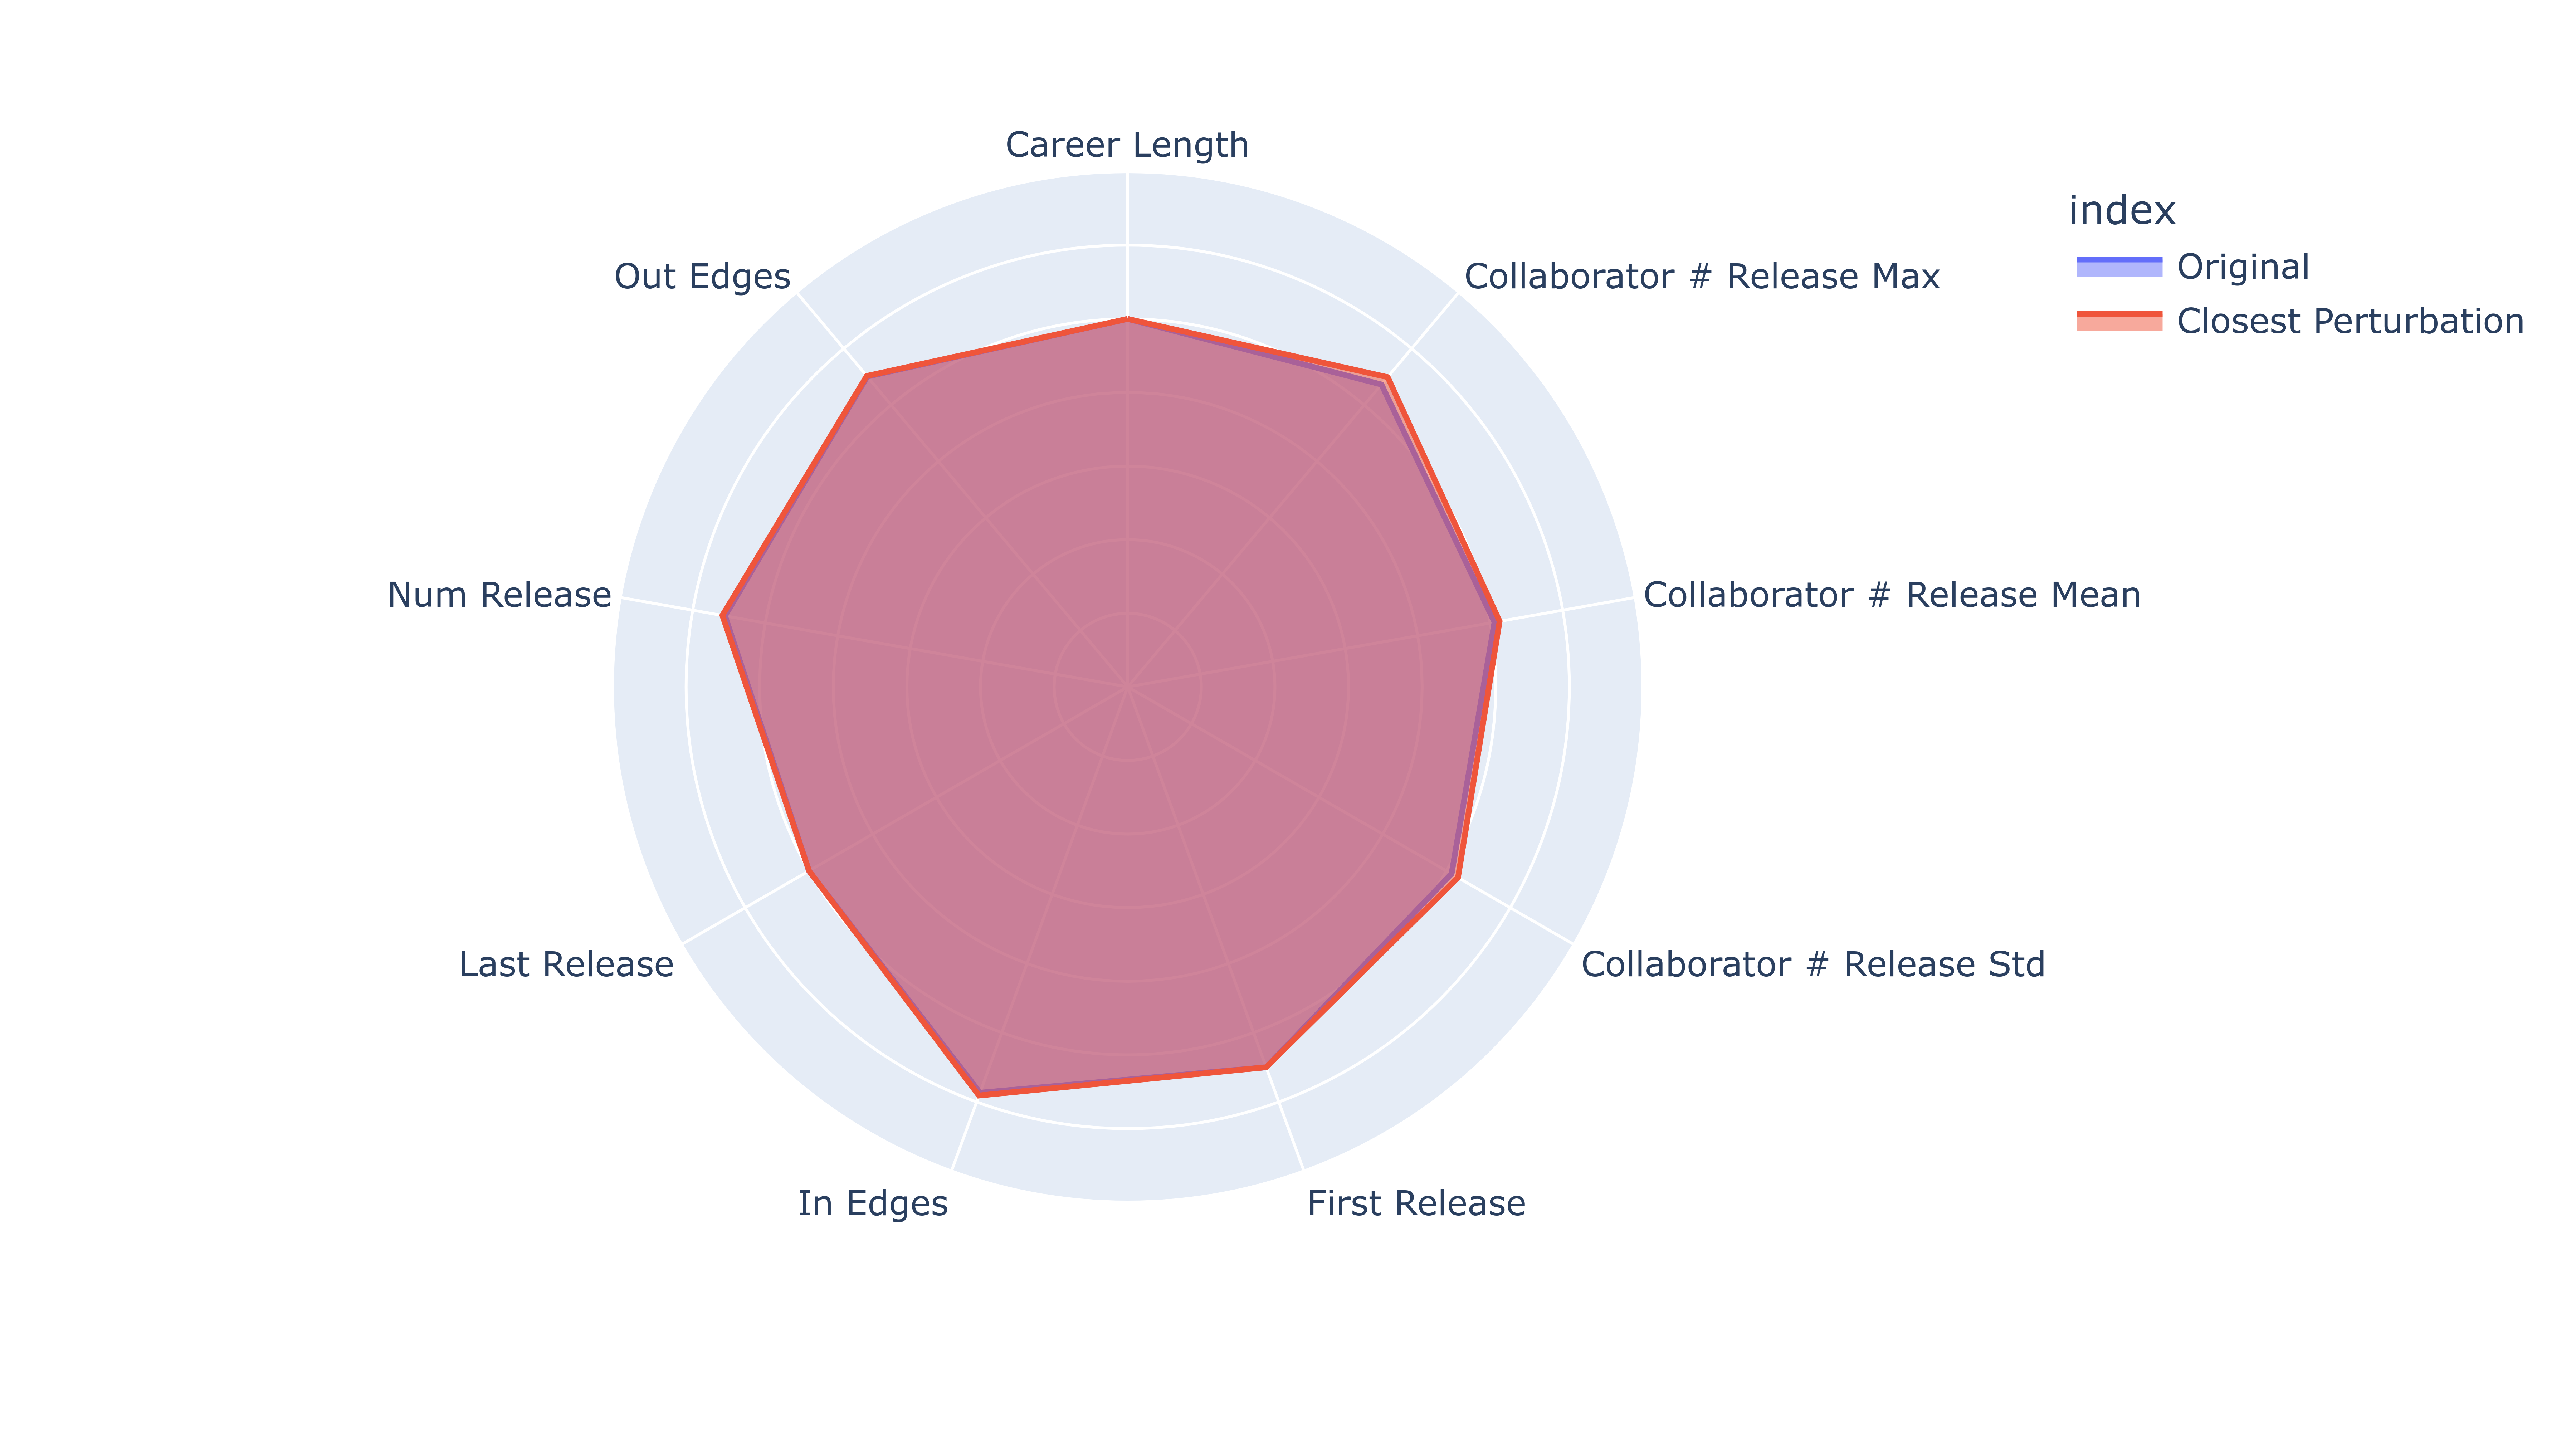 Career Length
index
Out Edges
Collaborator # Release Max
Original
Closest Perturbation
Num Release
Collaborator # Release Mean
Last Release
Collaborator # Release Std
In Edges
First Release